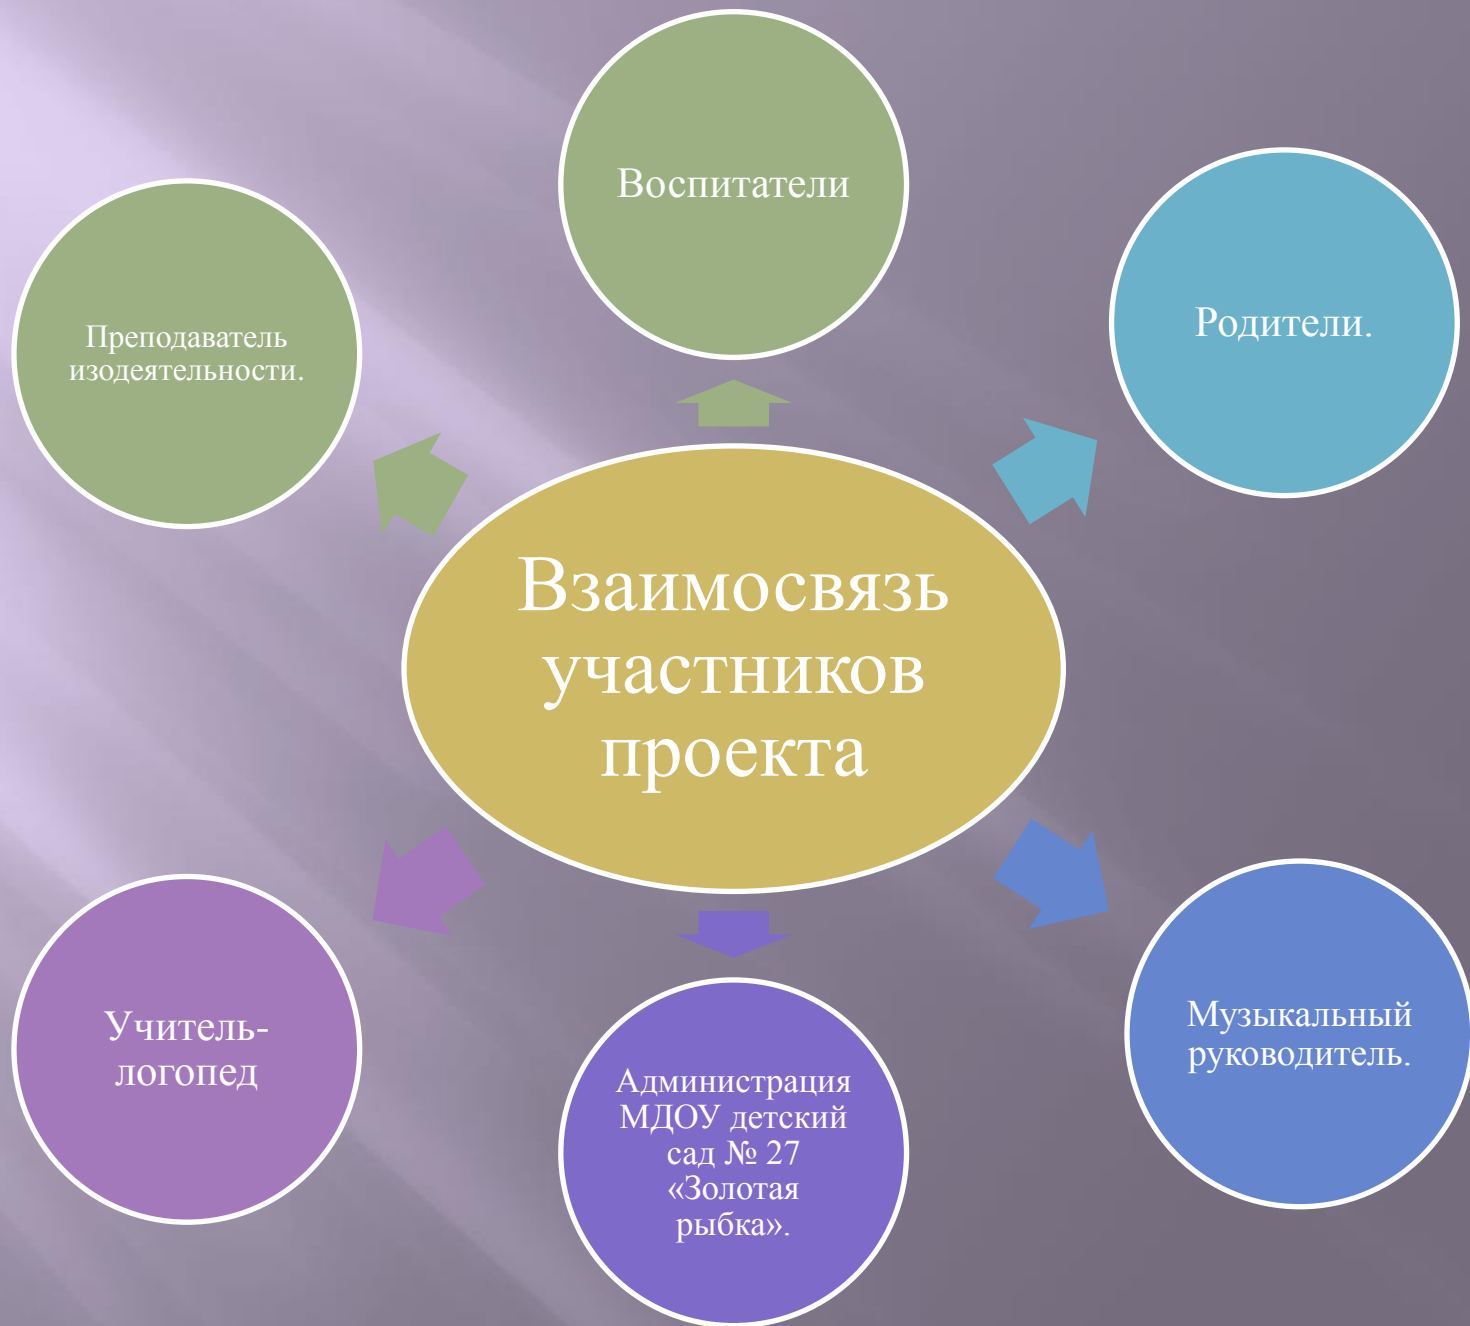 Воспитатели
Родители.
Преподаватель
изодеятельности.
Взаимосвязь
участников
проекта
Учитель-
логопед
Музыкальный
руководитель.
Администрация
МДОУ детский
сад № 27
«Золотая
рыбка».